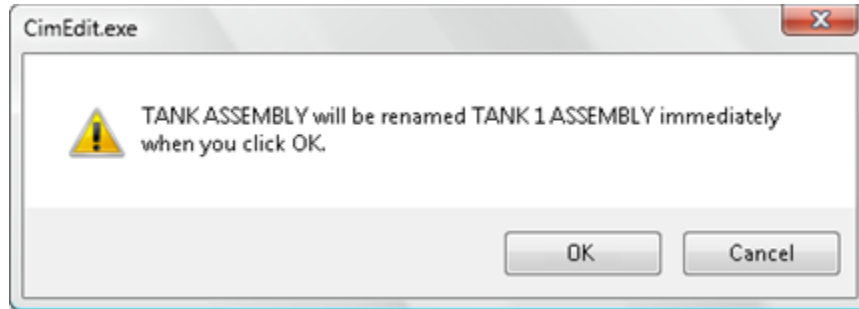 CimEdit.exe
TANK ASSEMBLY will be renamed TANK 1 ASSEMBLY immediately
when you click OK.
OK
Cancel